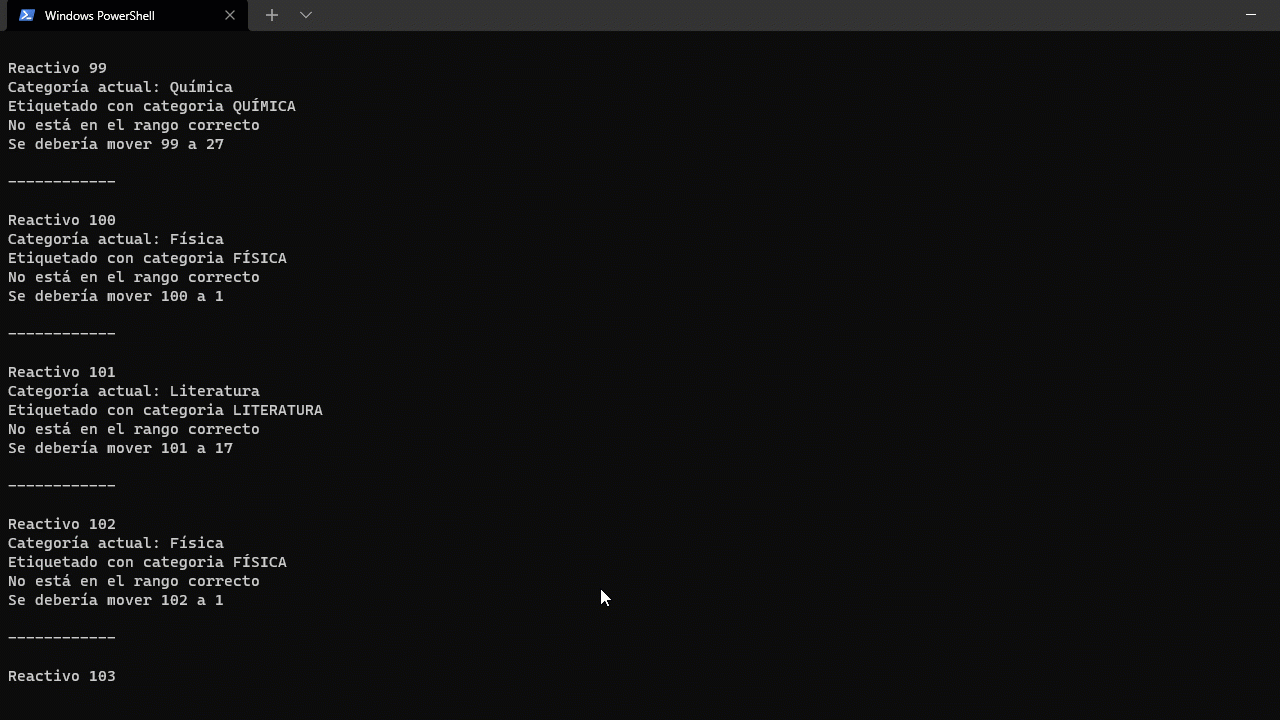 Windows PowerShell
Reactivo 99
Categoría actual: Química
Etiquetado con categoria QUÍMICA
No está en el rango correcto
Se debería mover 99 a 27
-------------
Reactivo 100
Categoría actual: Física
Etiquetado con categoria FÍSICA
No está en el rango correcto
Se debería mover 100 a 1
-------------
Reactivo 101
Categoría actual: Literatura
Etiquetado con categoria LITERATURA
No está en el rango correcto
Se debería mover 101 a 17
-------------
Reactivo 102
Categoría actual: Física
Etiquetado con categoria FÍSICA
No está en el rango correcto
Se debería mover 102 a 1
-------------
Reactivo 103